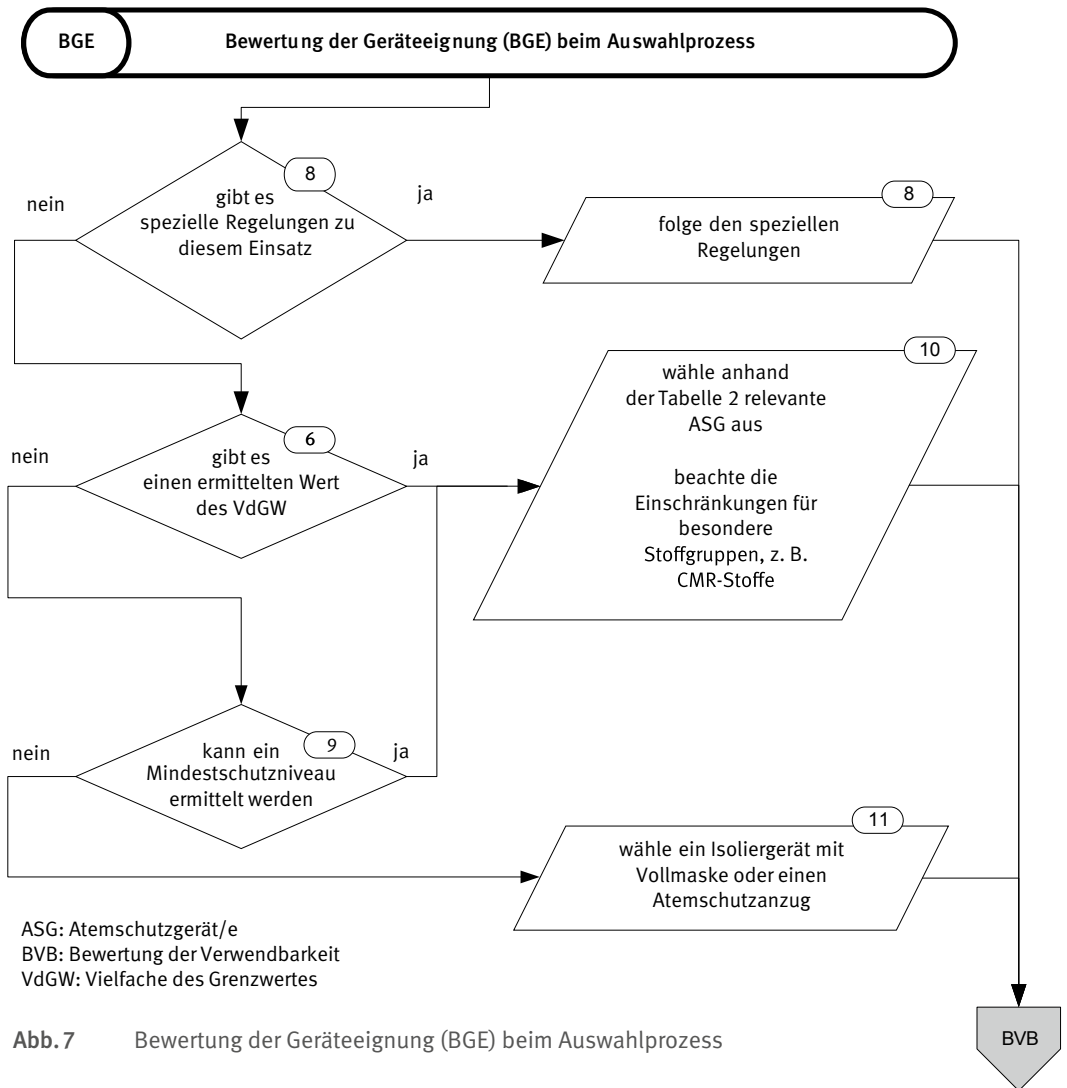 BGE
Bewertung der Geräteeignung (BGE) beim Auswahlprozess
8
gibt es
spezielle Regelungen zu
diesem Einsatz
nein
ja
8
folge den speziellen
Regelungen
10
wähle anhand
der Tabelle 2 relevante
ASG aus
beachte die
Einschränkungen für
besondere
Stoffgruppen, z. B.
CMR-Stoffe
6
gibt es
einen ermittelten Wert
des VdGW
nein
ja
9
kann ein
Mindestschutzniveau
ermittelt werden
nein
ja
11
wähle ein Isoliergerät mit
Vollmaske oder einen
Atemschutzanzug
ASG: Atemschutzgerät/e
BVB: Bewertung der Verwendbarkeit
VdGW: Vielfache des Grenzwertes
BVB
Abb. 7 Bewertung der Geräteeignung (BGE) beim Auswahlprozess